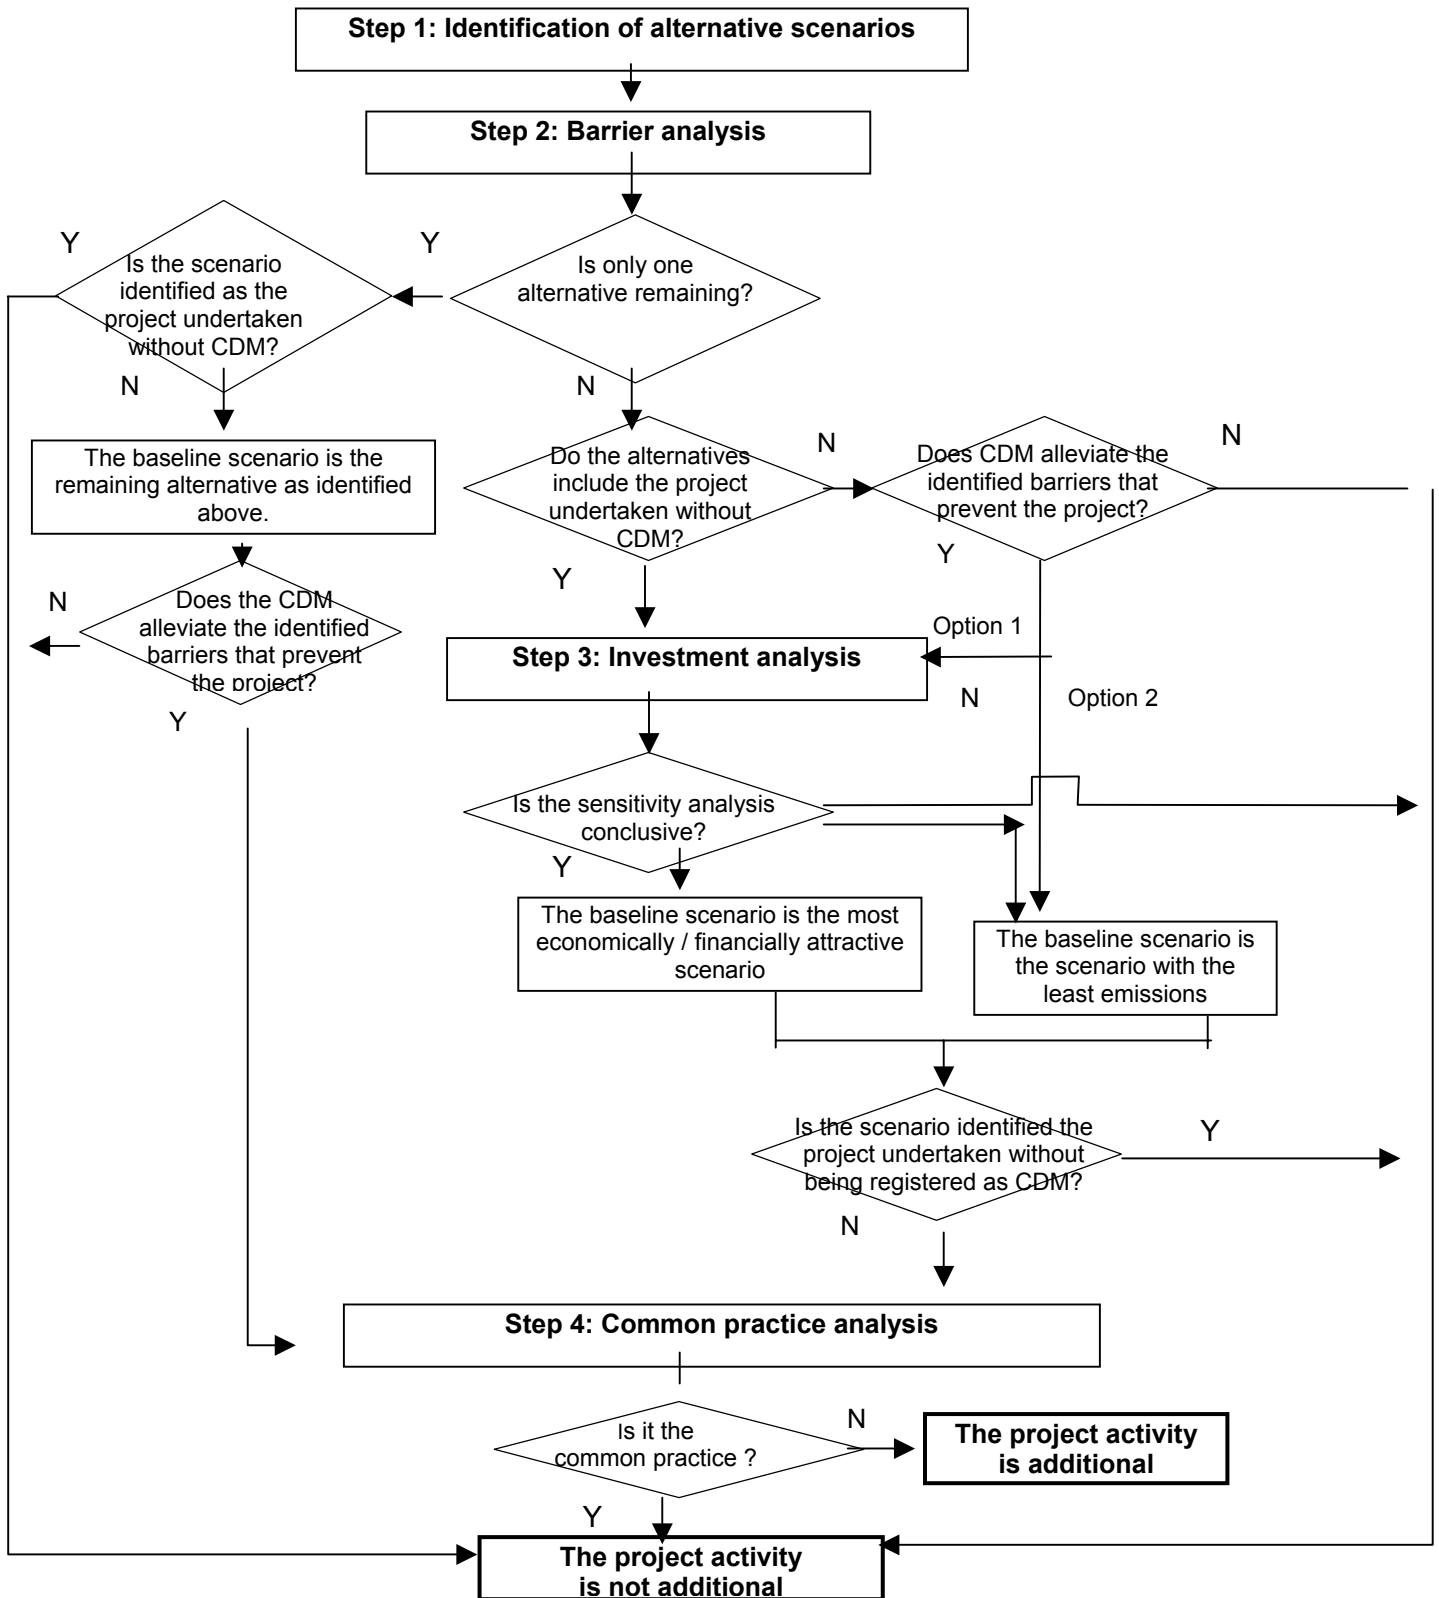 Step 1: Identification of alternative scenarios
Step 2: Barrier analysis
Y
Is the scenario
identified as the
project undertaken
without CDM?
Y
Is only one
alternative remaining?
N
N
The baseline scenario is the
remaining alternative as identified
above.
Do the alternatives
include the project
undertaken without
CDM?
N
Does CDM alleviate the
identified barriers that
prevent the project?
N
Y
Y
N
Does the CDM
alleviate the identified
barriers that prevent
the project?
Y
Option 1
Step 3: Investment analysis
N
Option 2
Is the sensitivity analysis
conclusive?
Y
The baseline scenario is the most
economically / financially attractive
scenario
The baseline scenario is
the scenario with the
least emissions
Is the scenario identified the
project undertaken without
being registered as CDM?
Y
N
Step 4: Common practice analysis
Is it the
common practice ?
N
The project activity
is additional
Y
The project activity
is not additional